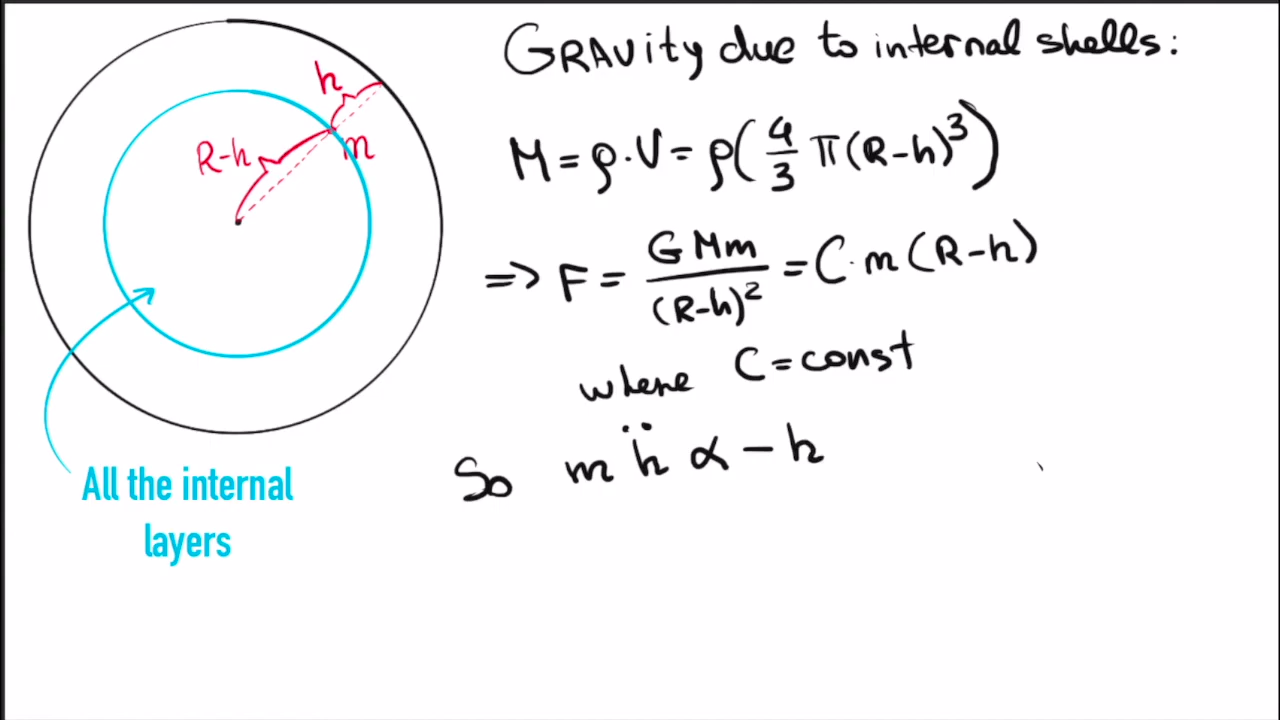 GRAVITY due to internal shells:
h
R-h
m
M = ρ·V = ρ(4/3 π(R-h)^3)
=> F = GMm/(R-h)^2 = C·m(R-h)
where C = const
So m ḧ α - h
All the internal
layers